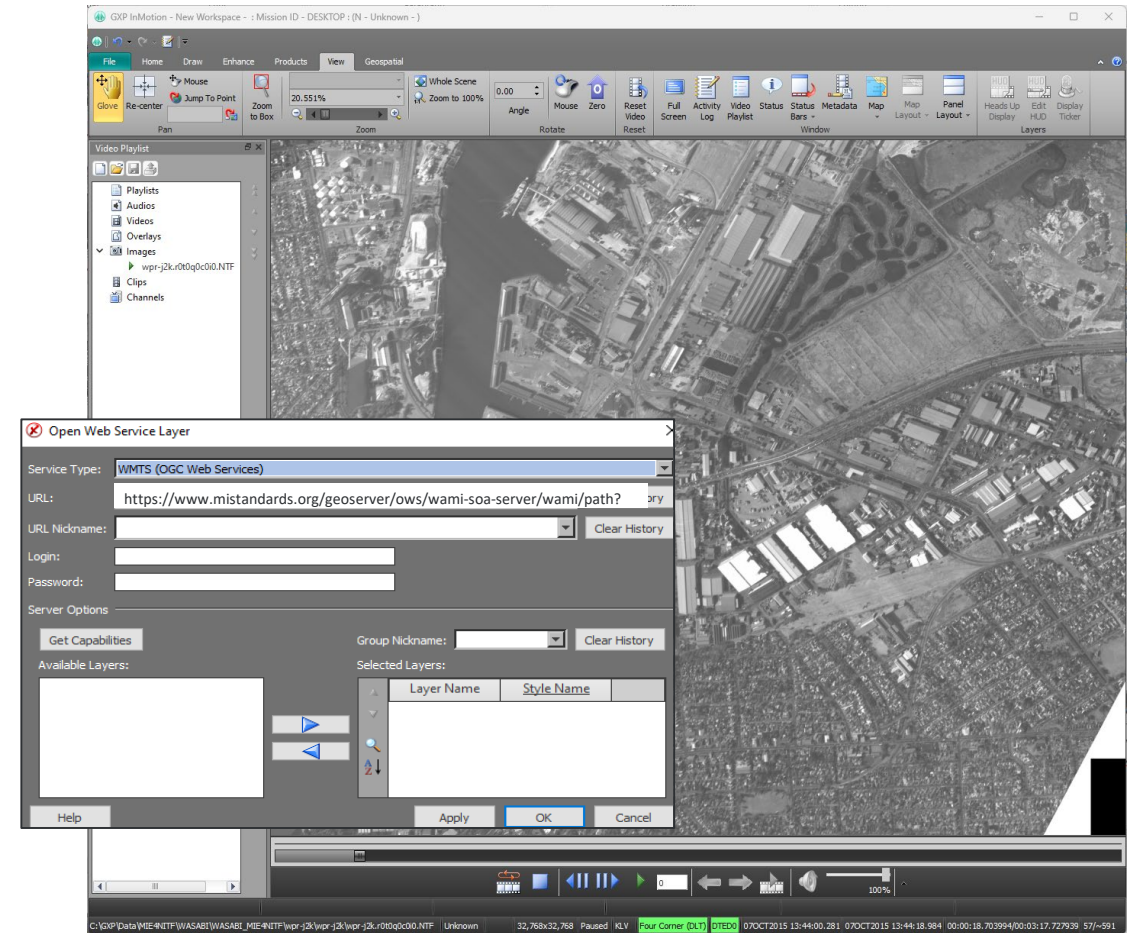 GXP InMotion - New Workspace - : Mission ID - DESKTOP : (N - Unknown - )
File Home Draw Enhance Products View Geospatial
Glove Re-center Mouse Jump To Point Zoom to Box 20.551% Whole Scene Zoom to 100% 0.00 Angle Mouse Zero Reset Video Full Screen Activity Log Video Playlist Status Status Bars Metadata Map Map Layout Panel Layout Heads Up Display Edit HUD Display Ticker
Pan Zoom Rotate Reset Window Layers
Video Playlist
Playlists
Audios
Videos
Overlays
Images
wpr-j2k.r0t0q0c0i0.NTF
Clips
Channels
Open Web Service Layer
Service Type: WMTS (OGC Web Services)
URL: https://www.mistandards.org/geoserver/ows/wami-soa-server/wami/path?
URL Nickname: Clear History
Login:
Password:
Server Options
Get Capabilities Group Nickname: Clear History
Available Layers: Selected Layers:
Layer Name Style Name
Help Apply OK Cancel
0 100%
C:\GXP\Data\MIE4NITF\WASABI\WASABI_MIE4NITF\wpr-j2k\wpr-j2k\wpr-j2k.r0t0q0c0i0.NTF Unknown 32,768x32,768 Paused KLV Four Corner (DLT) DTED0 07OCT2015 13:44:00.281 07OCT2015 13:44:18.984 00:00:18.703994/00:03:17.727939 57/~591